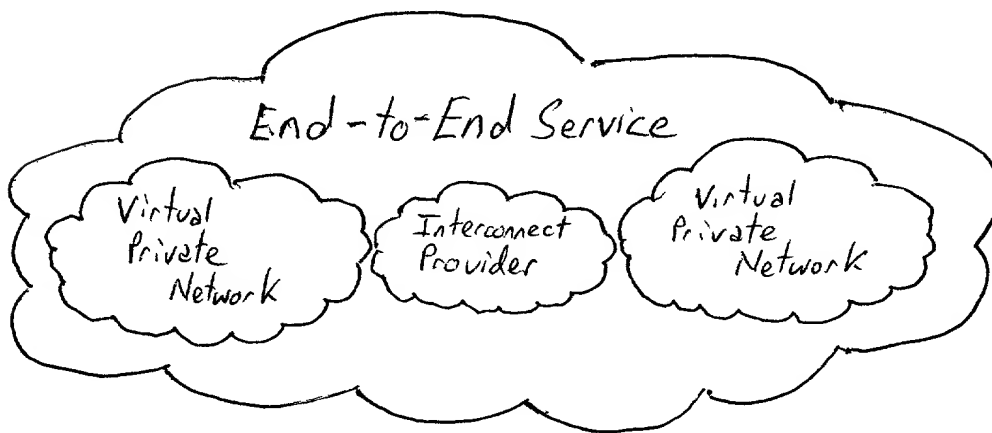 End-to-End Service
Virtual
Private
Network
Interconnect
Provider
Virtual
Private
Network